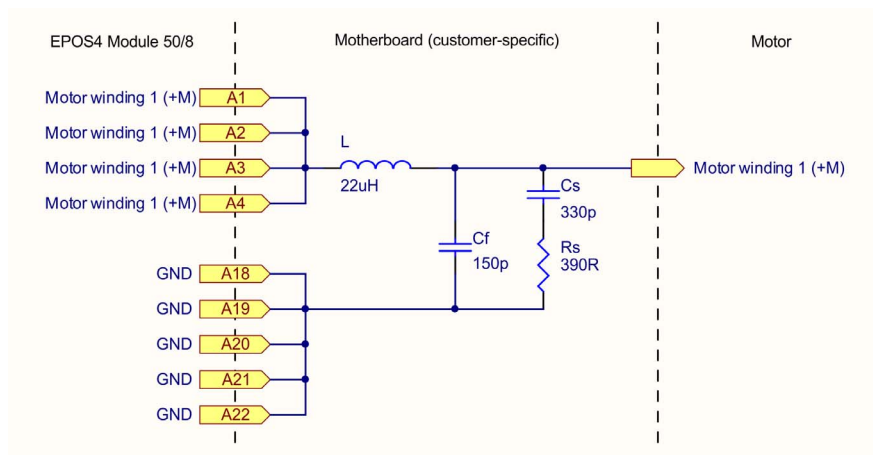 EPOS4 Module 50/8
Motherboard (customer-specific)
Motor
Motor winding 1 (+M) A1
Motor winding 1 (+M) A2
Motor winding 1 (+M) A3
Motor winding 1 (+M) A4
L
22uH
Cf
150p
Cs
330p
Rs
390R
Motor winding 1 (+M)
GND A18
GND A19
GND A20
GND A21
GND A22